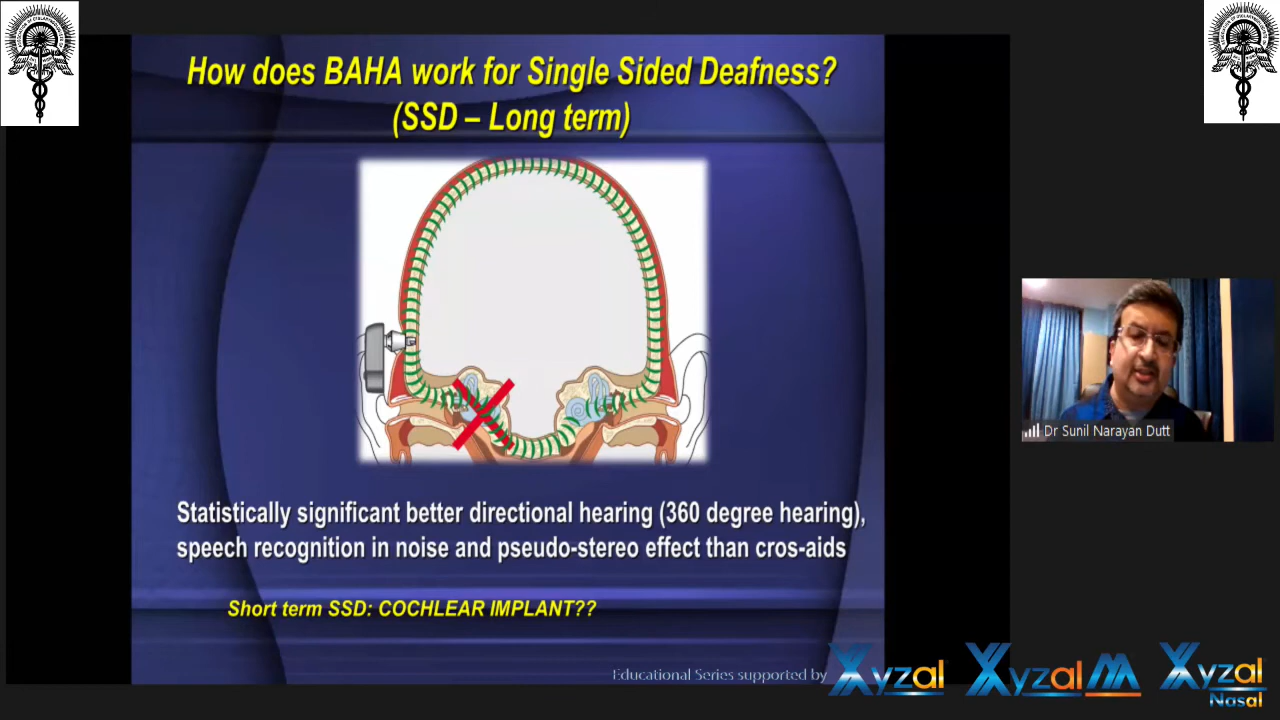 How does BAHA work for Single Sided Deafness?
(SSD – Long term)
Statistically significant better directional hearing (360 degree hearing),
speech recognition in noise and pseudo-stereo effect than cros-aids
Short term SSD: COCHLEAR IMPLANT??
Dr Sunil Narayan Dutt
Educational Series supported by
Xyzal
Xyzal M
Xyzal
Nasal